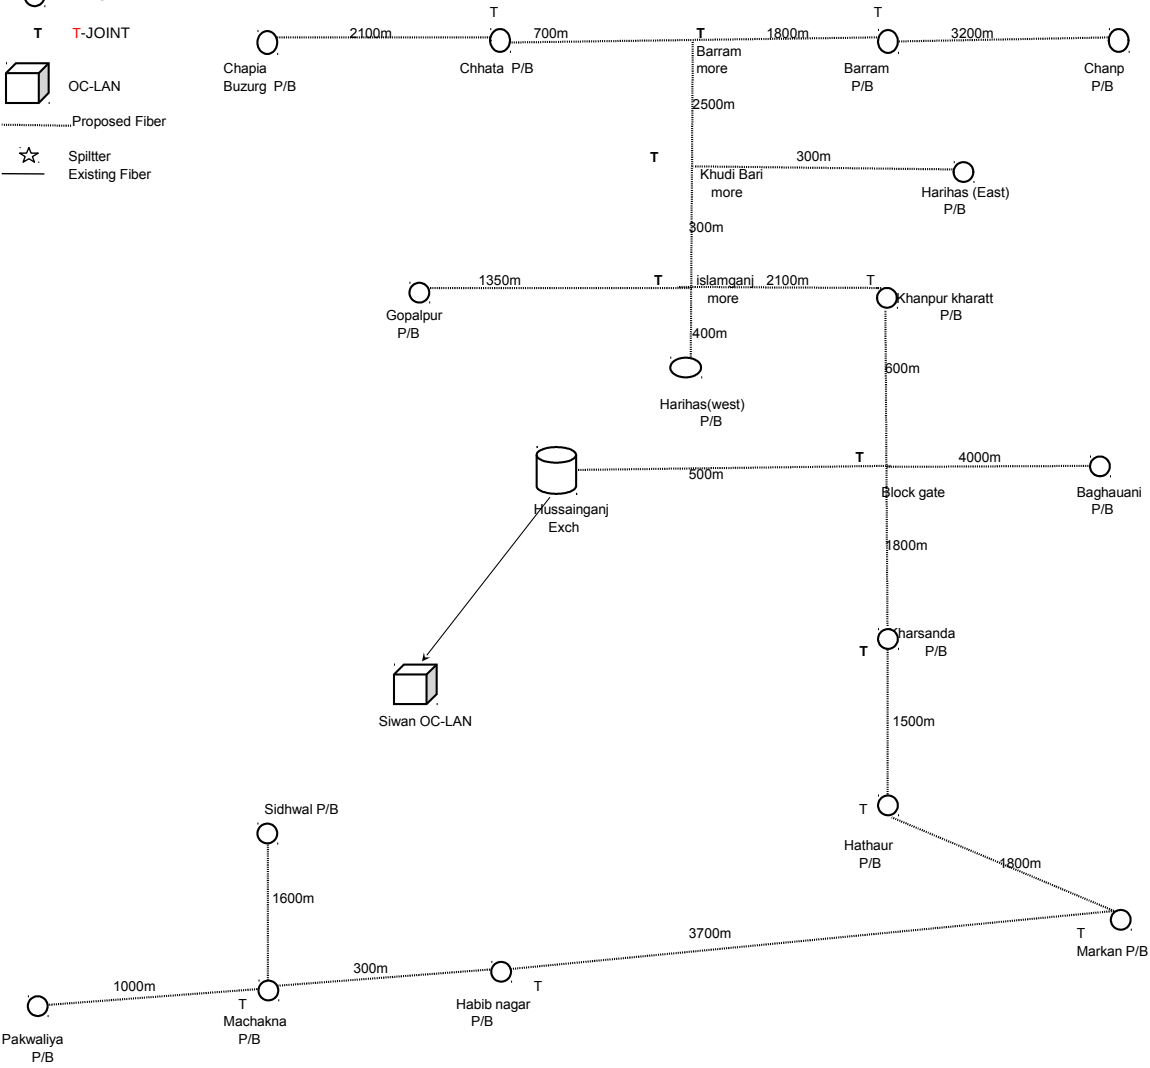 T T-JOINT
OC-LAN
Proposed Fiber
Spiltter
Existing Fiber
T
T
T
2100m
700m
1800m
3200m
Chapia
Buzurg P/B
Chhata P/B
Barram
more
Barram
P/B
Chanp
P/B
2500m
T
300m
Khudi Bari
more
Harihas (East)
P/B
300m
1350m
T
islamganj
more
2100m
T
Gopalpur
P/B
Khanpur kharatt
P/B
400m
600m
Harihas(west)
P/B
T
500m
4000m
Hussainganj
Exch
Block gate
Baghauani
P/B
1800m
Kharsanda
P/B
T
Siwan OC-LAN
1500m
Sidhwal P/B
T
Hathaur
P/B
1800m
1600m
3700m
T
Markan P/B
300m
1000m
T
T
Habib nagar
P/B
Machakna
P/B
Pakwaliya
P/B